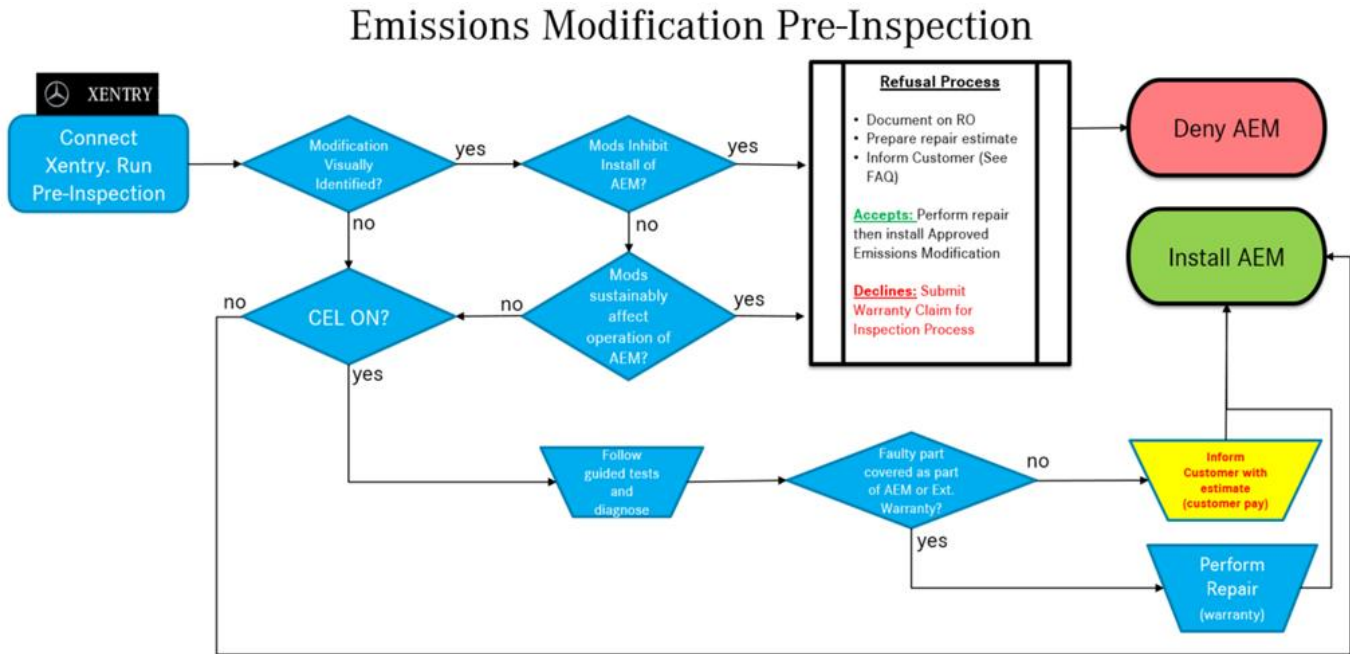 Emissions Modification Pre-Inspection
XENTRY
Connect
Xentry. Run
Pre-Inspection
Modification
Visually
Identified?
yes
Mods Inhibit
Install of
AEM?
yes
no
no
Refusal Process
• Document on RO
• Prepare repair estimate
• Inform Customer (See
FAQ)
Accepts: Perform repair
then install Approved
Emissions Modification
Declines: Submit
Warranty Claim for
Inspection Process
Deny AEM
Install AEM
no
CEL ON?
no
Mods
sustainably
affect
operation of
AEM?
yes
yes
Follow
guided tests
and
diagnose
Faulty part
covered as part
of AEM or Ext.
Warranty?
no
Inform
Customer with
estimate
(customer pay)
yes
Perform
Repair
(warranty)